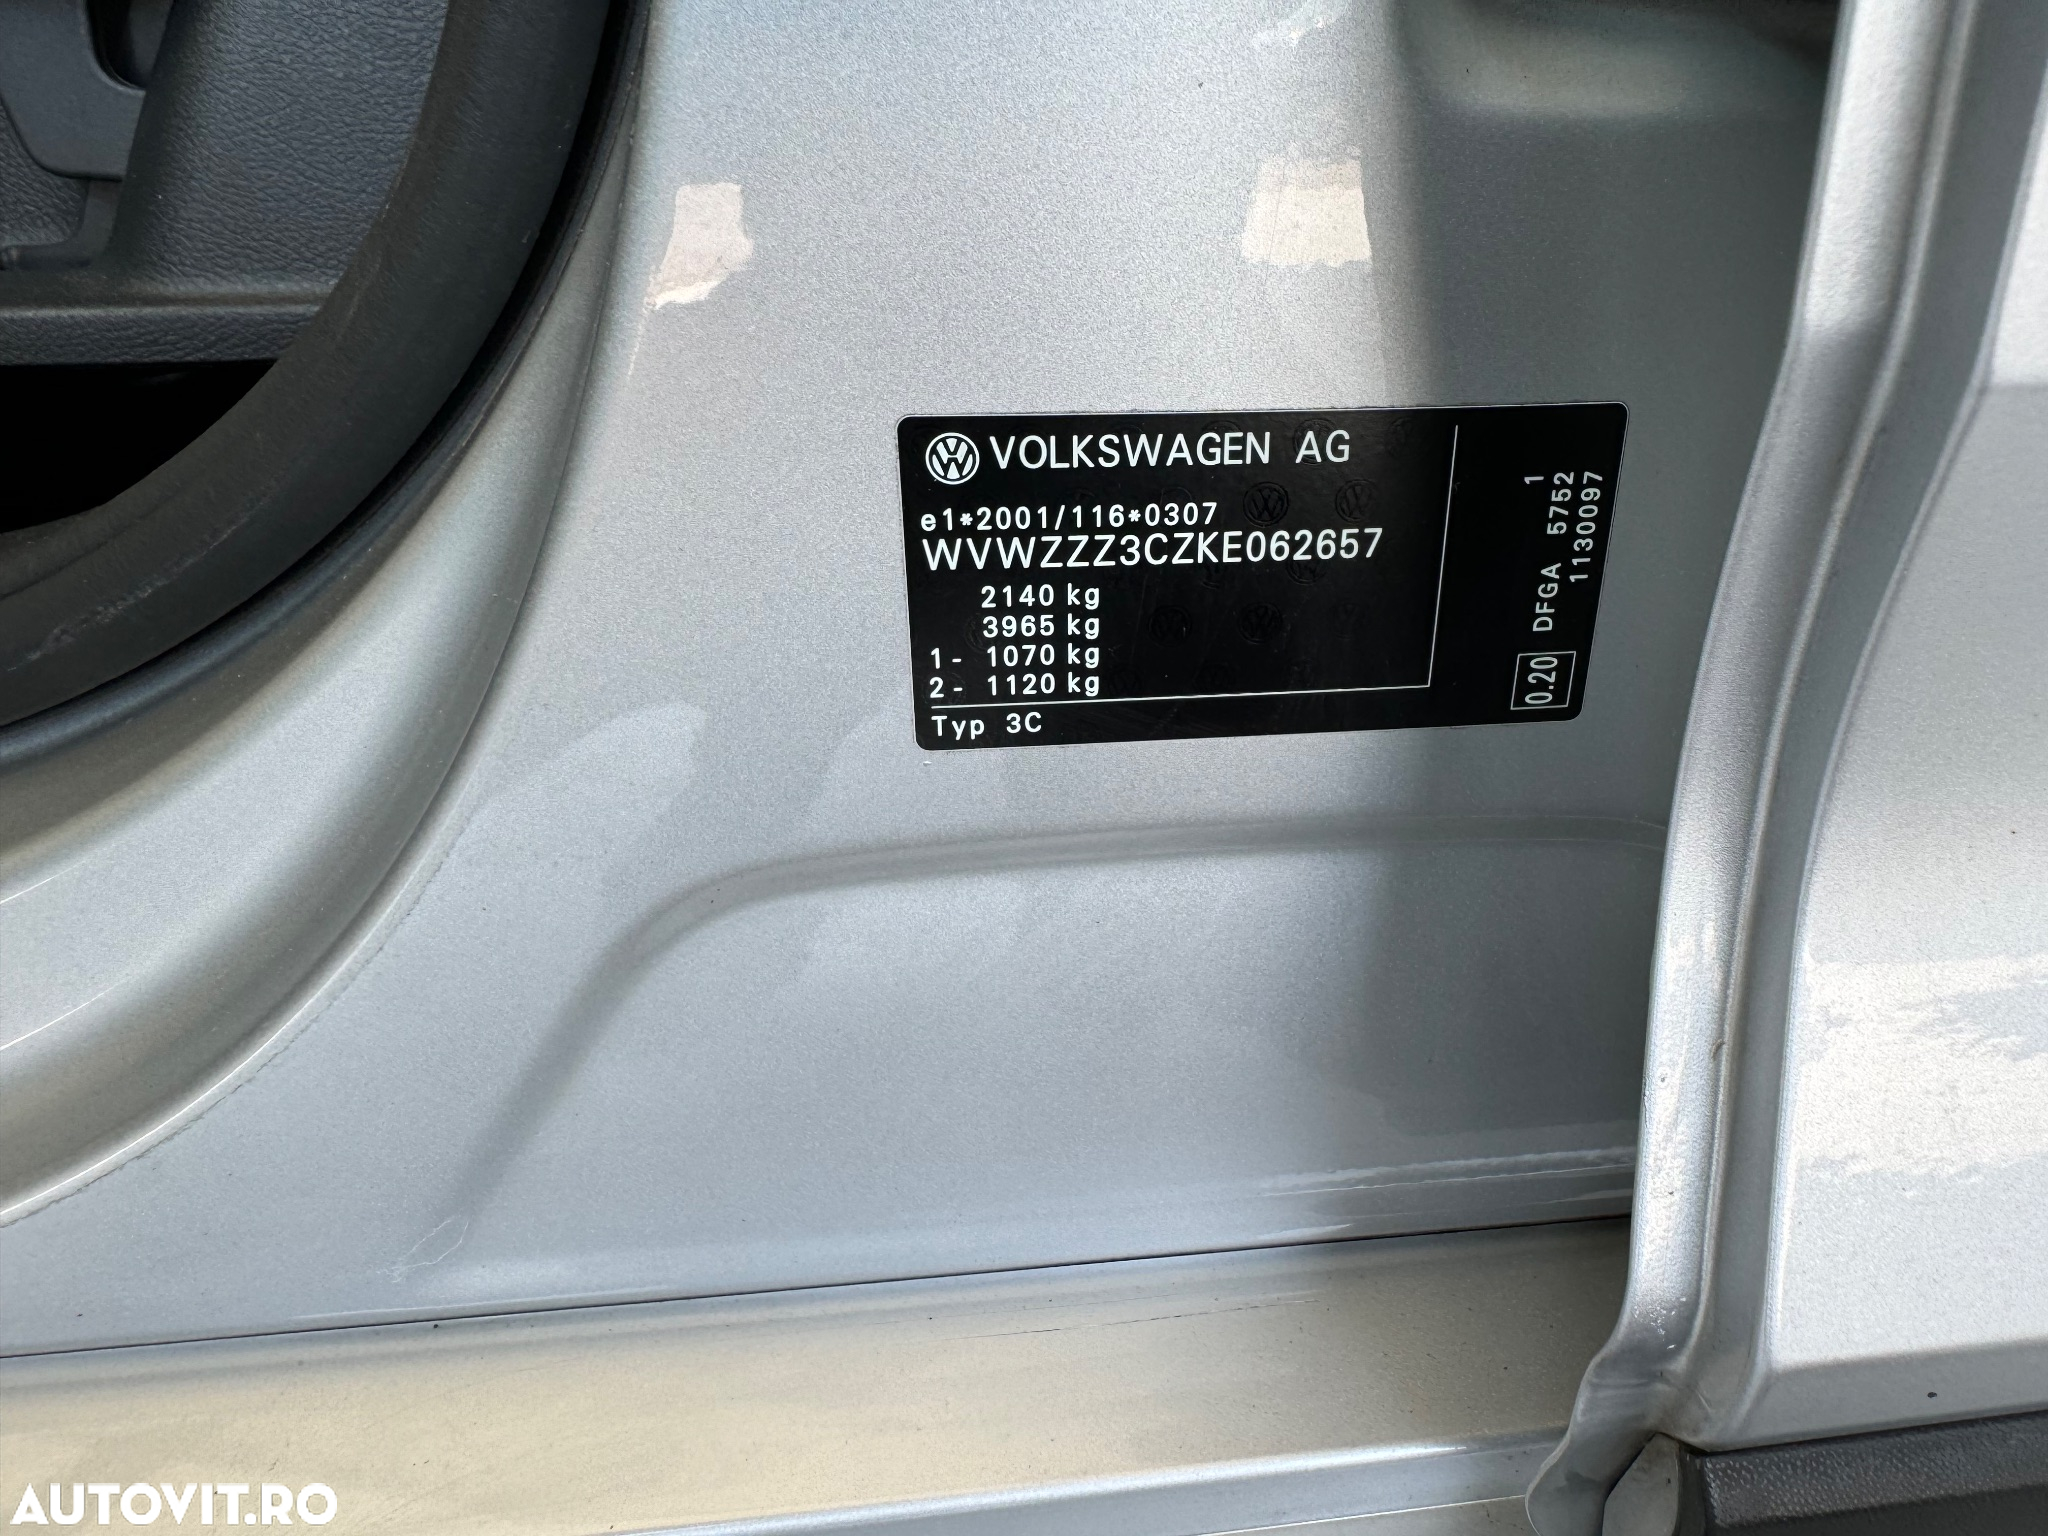 VOLKSWAGEN AG
e1*2001/116*0307
WVWZZZ3CZKE062657
2140 kg
3965 kg
1- 1070 kg
2- 1120 kg
Typ 3C
1
DFGA 5752
1130097
0.20
AUTOVIT.RO